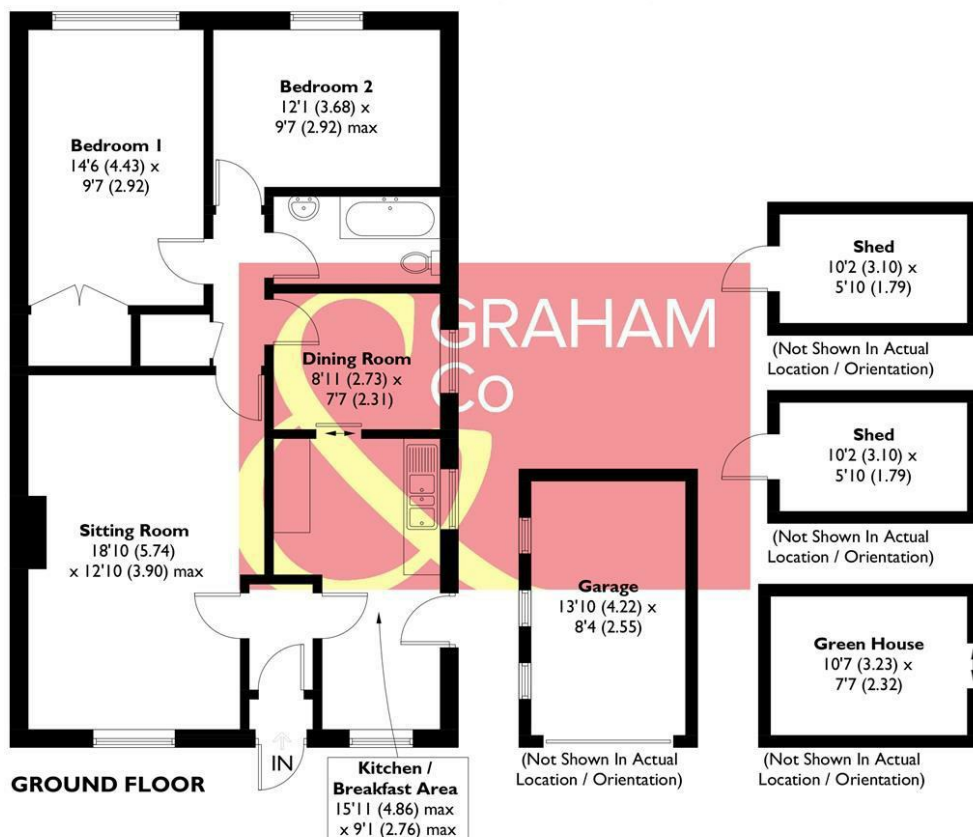 Bedroom 1
14'6 (4.43) x
9'7 (2.92)
Bedroom 2
12'1 (3.68) x
9'7 (2.92) max
Dining Room
8'11 (2.73) x
7'7 (2.31)
&
GRAHAM
Co
Sitting Room
18'10 (5.74)
x 12'10 (3.90) max
IN
GROUND FLOOR
Kitchen /
Breakfast Area
15'11 (4.86) max
x 9'1 (2.76) max
Garage
13'10 (4.22) x
8'4 (2.55)
(Not Shown In Actual
Location / Orientation)
Shed
10'2 (3.10) x
5'10 (1.79)
(Not Shown In Actual
Location / Orientation)
Shed
10'2 (3.10) x
5'10 (1.79)
(Not Shown In Actual
Location / Orientation)
Green House
10'7 (3.23) x
7'7 (2.32)
(Not Shown In Actual
Location / Orientation)